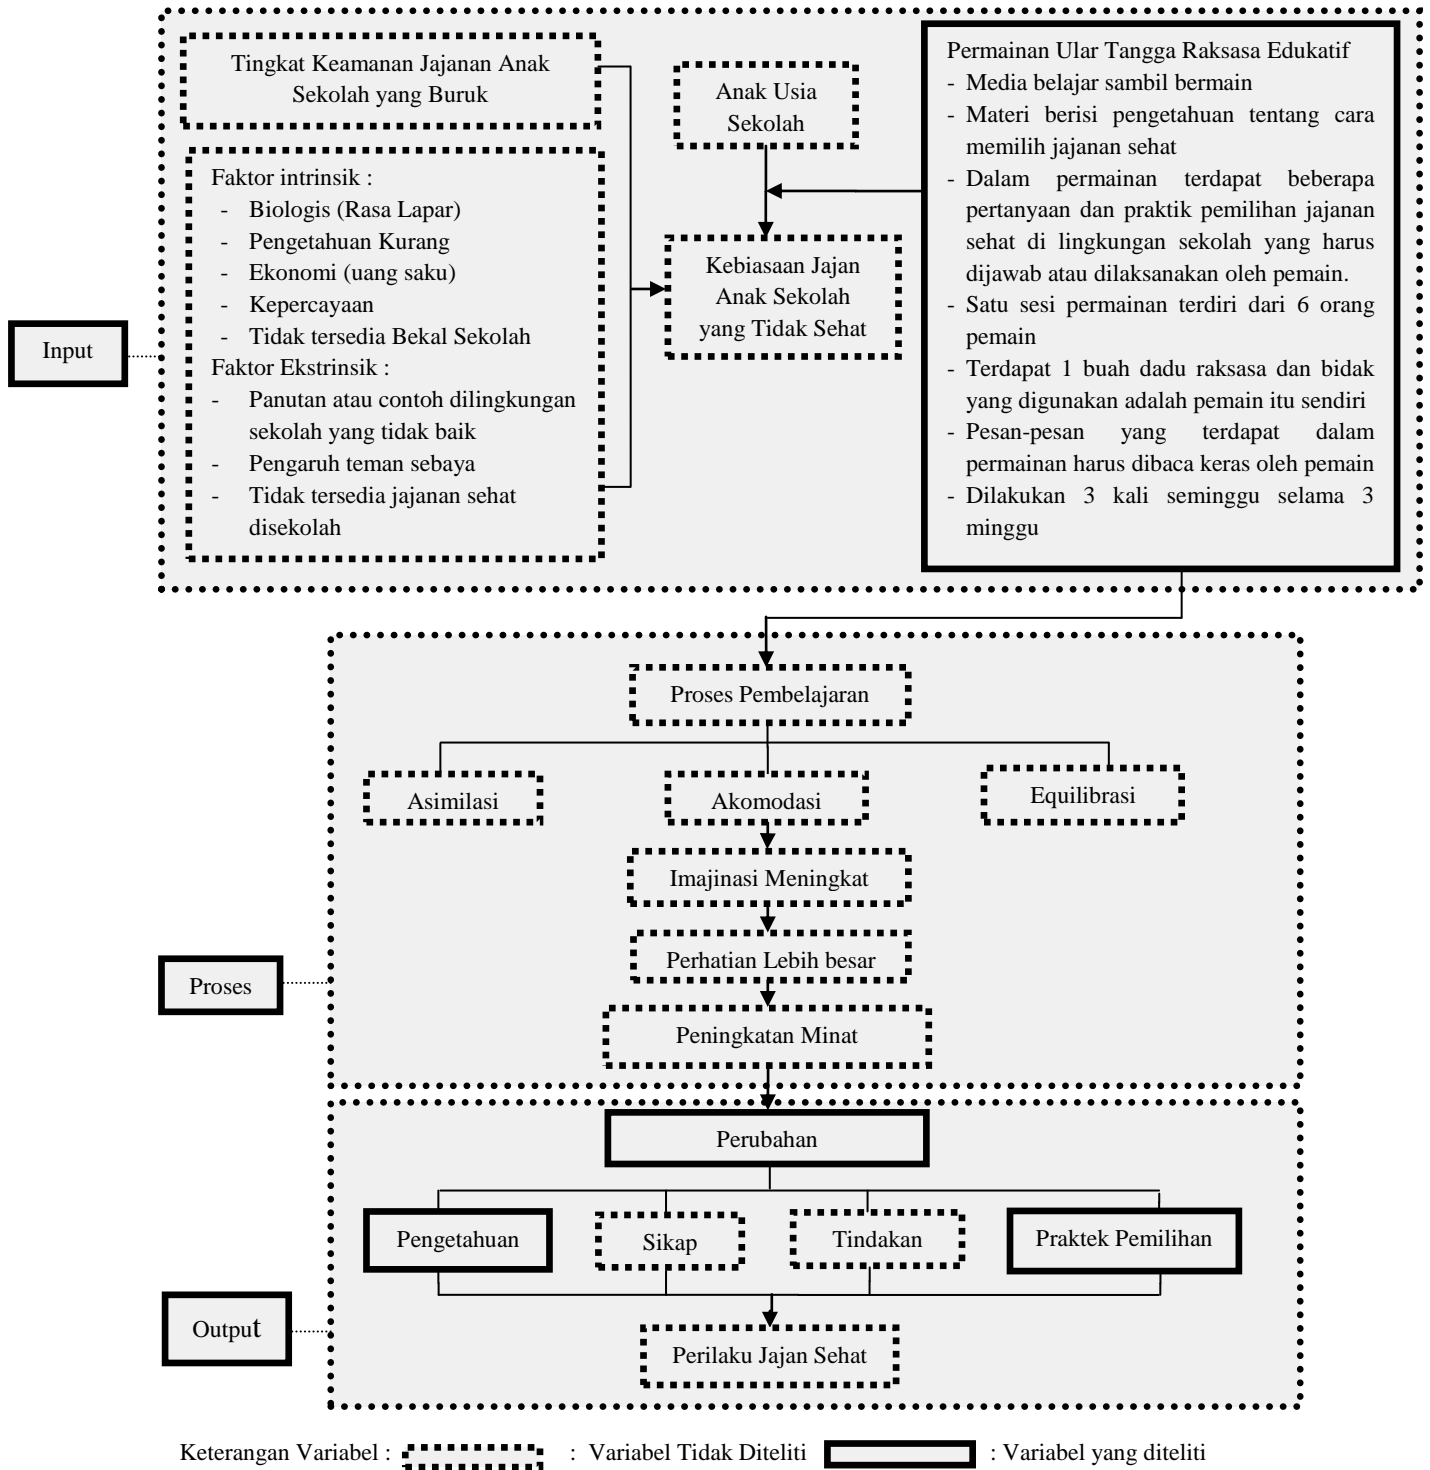 Tingkat Keamanan Jajanan Anak
Sekolah yang Buruk
Faktor intrinsik :
- Biologis (Rasa Lapar)
- Pengetahuan Kurang
- Ekonomi (uang saku)
- Kepercayaan
- Tidak tersedia Bekal Sekolah
Faktor Ekstrinsik :
- Panutan atau contoh dilingkungan
sekolah yang tidak baik
- Pengaruh teman sebaya
- Tidak tersedia jajanan sehat
disekolah
Anak Usia
Sekolah
Kebiasaan Jajan
Anak Sekolah
yang Tidak Sehat
Permainan Ular Tangga Raksasa Edukatif
- Media belajar sambil bermain
- Materi berisi pengetahuan tentang cara
memilih jajanan sehat
- Dalam permainan terdapat beberapa
pertanyaan dan praktik pemilihan jajanan
sehat di lingkungan sekolah yang harus
dijawab atau dilaksanakan oleh pemain.
- Satu sesi permainan terdiri dari 6 orang
pemain
- Terdapat 1 buah dadu raksasa dan bidak
yang digunakan adalah pemain itu sendiri
- Pesan-pesan yang terdapat dalam
permainan harus dibaca keras oleh pemain
- Dilakukan 3 kali seminggu selama 3
minggu
Input
Proses Pembelajaran
Asimilasi
Akomodasi
Equilibrasi
Imajinasi Meningkat
Perhatian Lebih besar
Proses
Peningkatan Minat
Perubahan
Pengetahuan
Sikap
Tindakan
Praktek Pemilihan
Output
Perilaku Jajan Sehat
Keterangan Variabel : : Variabel Tidak Diteliti : Variabel yang diteliti